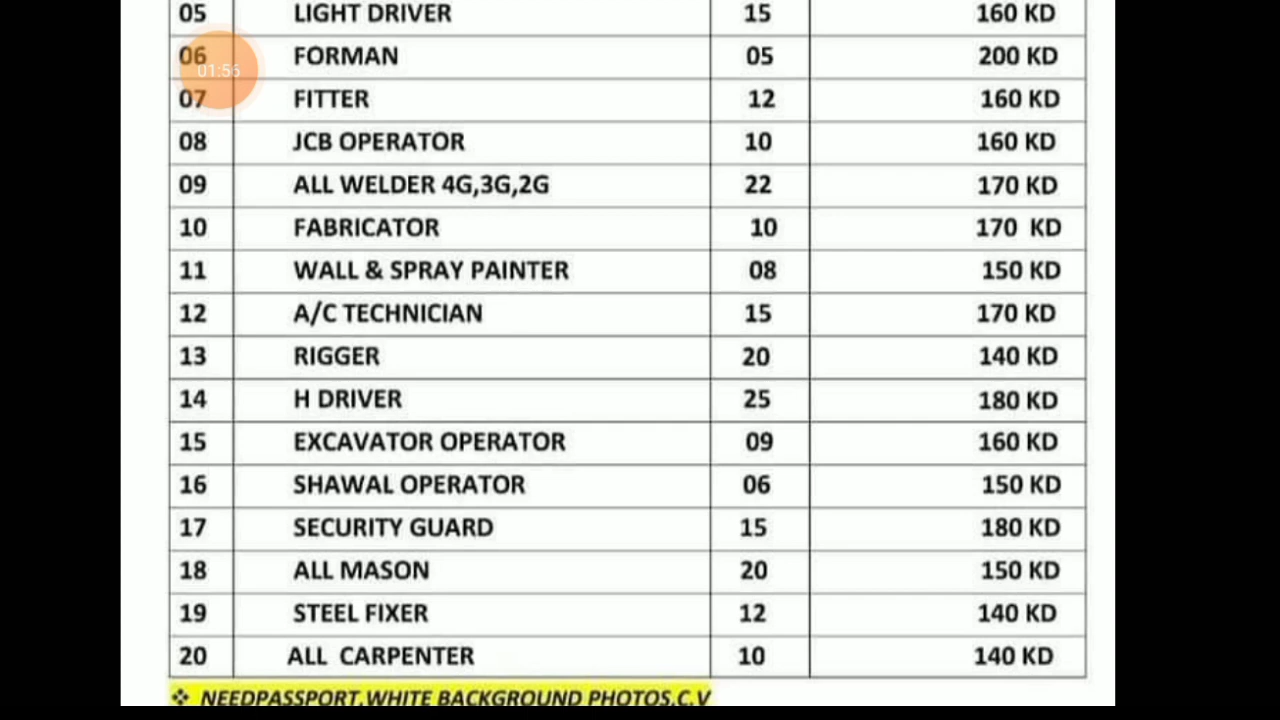 05 LIGHT DRIVER 15 160 KD
06 FORMAN 05 200 KD
01:56
07 FITTER 12 160 KD
08 JCB OPERATOR 10 160 KD
09 ALL WELDER 4G,3G,2G 22 170 KD
10 FABRICATOR 10 170 KD
11 WALL & SPRAY PAINTER 08 150 KD
12 A/C TECHNICIAN 15 170 KD
13 RIGGER 20 140 KD
14 H DRIVER 25 180 KD
15 EXCAVATOR OPERATOR 09 160 KD
16 SHAWAL OPERATOR 06 150 KD
17 SECURITY GUARD 15 180 KD
18 ALL MASON 20 150 KD
19 STEEL FIXER 12 140 KD
20 ALL CARPENTER 10 140 KD
❖ NEEDPASSPORT,WHITE BACKGROUND PHOTOS,C.V